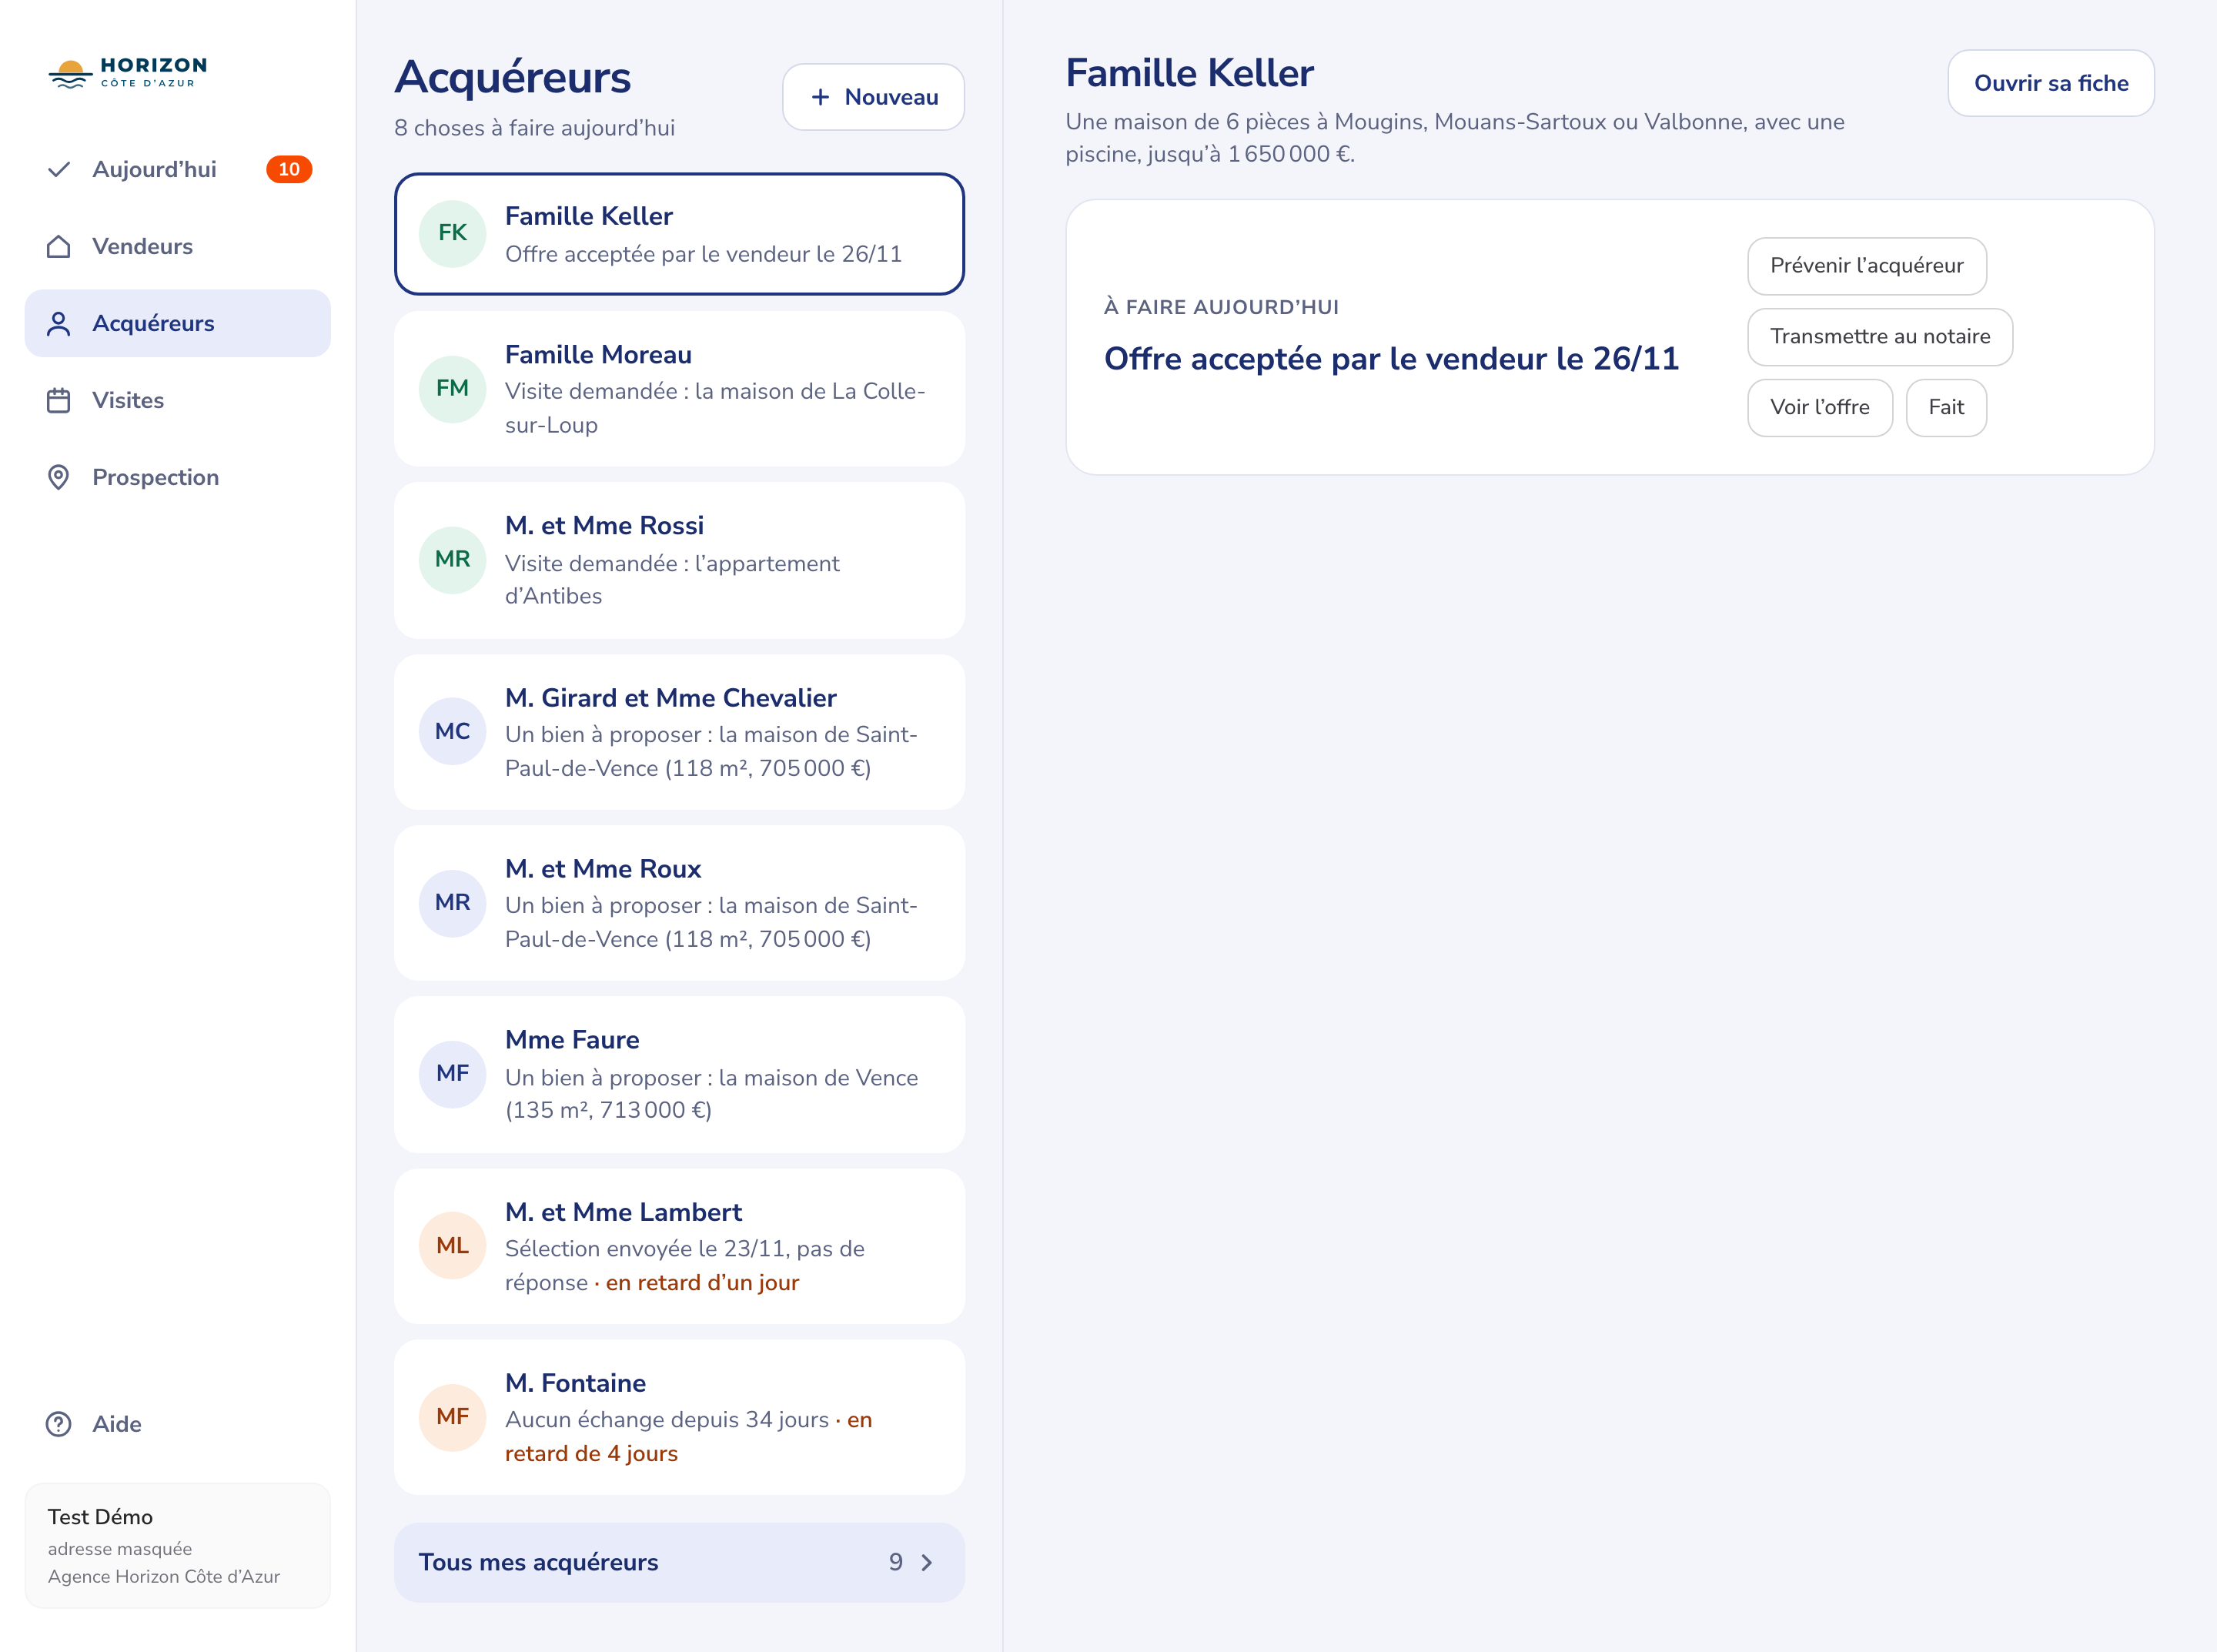 HORIZON
CÔTE D'AZUR
Aujourd’hui
10
Vendeurs
Acquéreurs
Visites
Prospection
Aide
Test Démo
adresse masquée
Agence Horizon Côte d’Azur
Acquéreurs
8 choses à faire aujourd’hui
Nouveau
FK
Famille Keller
Offre acceptée par le vendeur le 26/11
FM
Famille Moreau
Visite demandée : la maison de La Colle-
sur-Loup
MR
M. et Mme Rossi
Visite demandée : l’appartement
d’Antibes
MC
M. Girard et Mme Chevalier
Un bien à proposer : la maison de Saint-
Paul-de-Vence (118 m², 705 000 €)
MR
M. et Mme Roux
Un bien à proposer : la maison de Saint-
Paul-de-Vence (118 m², 705 000 €)
MF
Mme Faure
Un bien à proposer : la maison de Vence
(135 m², 713 000 €)
ML
M. et Mme Lambert
Sélection envoyée le 23/11, pas de
réponse · en retard d’un jour
MF
M. Fontaine
Aucun échange depuis 34 jours · en
retard de 4 jours
Tous mes acquéreurs
9
Famille Keller
Une maison de 6 pièces à Mougins, Mouans-Sartoux ou Valbonne, avec une
piscine, jusqu’à 1 650 000 €.
Ouvrir sa fiche
À FAIRE AUJOURD’HUI
Offre acceptée par le vendeur le 26/11
Prévenir l’acquéreur
Transmettre au notaire
Voir l’offre
Fait